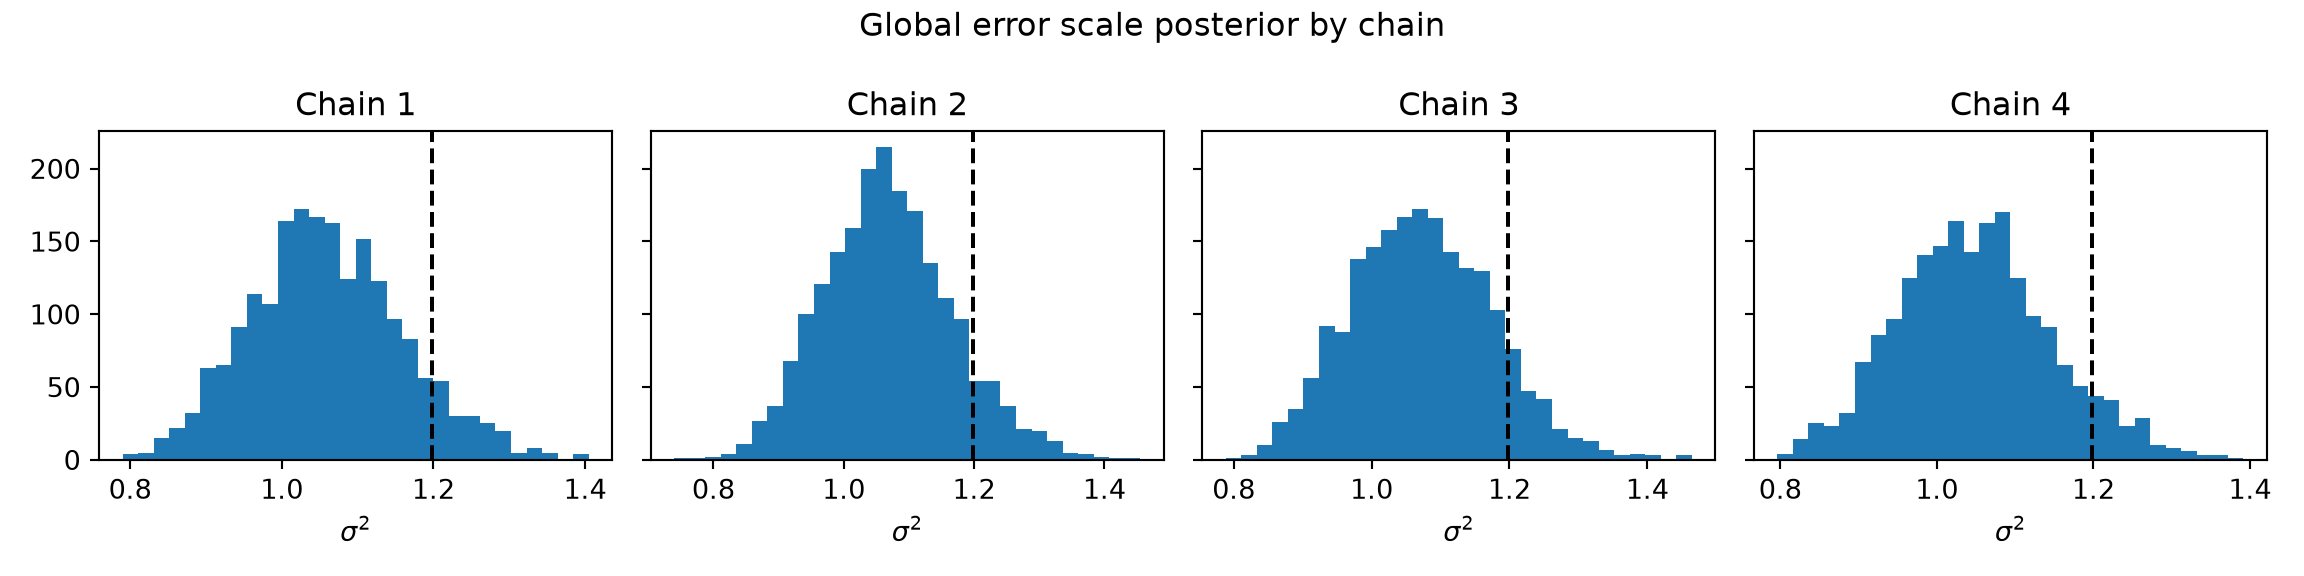 Global error scale posterior by chain
Chain 1
Chain 2
Chain 3
Chain 4
200
150
100
50
0
0.8 1.0 1.2 1.4
0.8 1.0 1.2 1.4
0.8 1.0 1.2 1.4
0.8 1.0 1.2 1.4
σ²
σ²
σ²
σ²